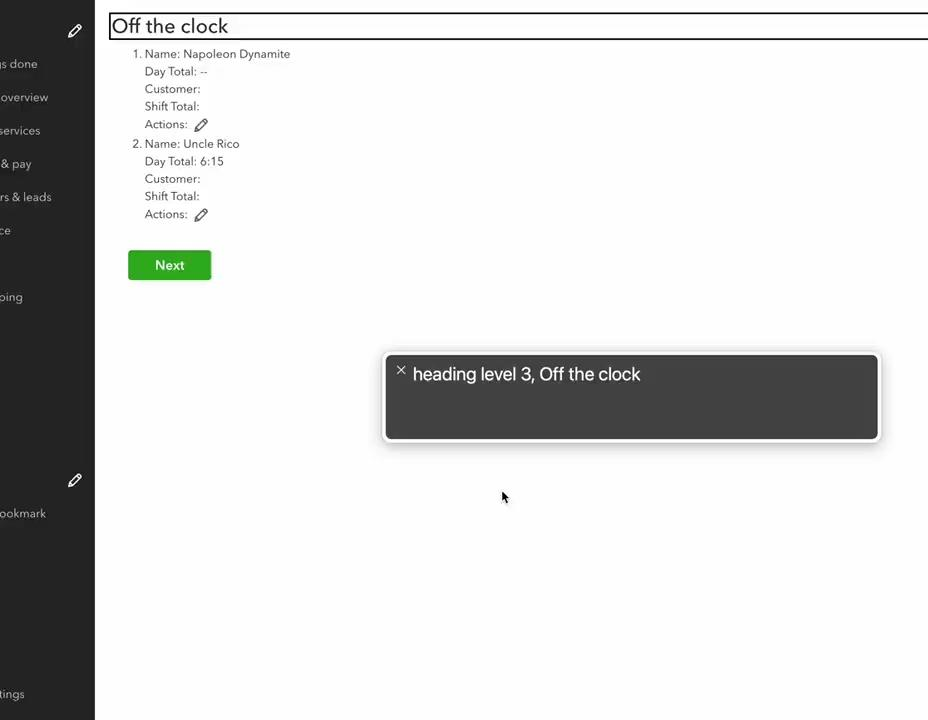 Off the clock
1. Name: Napoleon Dynamite
Day Total: --
Customer:
Shift Total:
Actions:
2. Name: Uncle Rico
Day Total: 6:15
Customer:
Shift Total:
Actions:
Next
heading level 3, Off the clock
gs done
overview
services
& pay
rs & leads
ce
ping
ookmark
tings